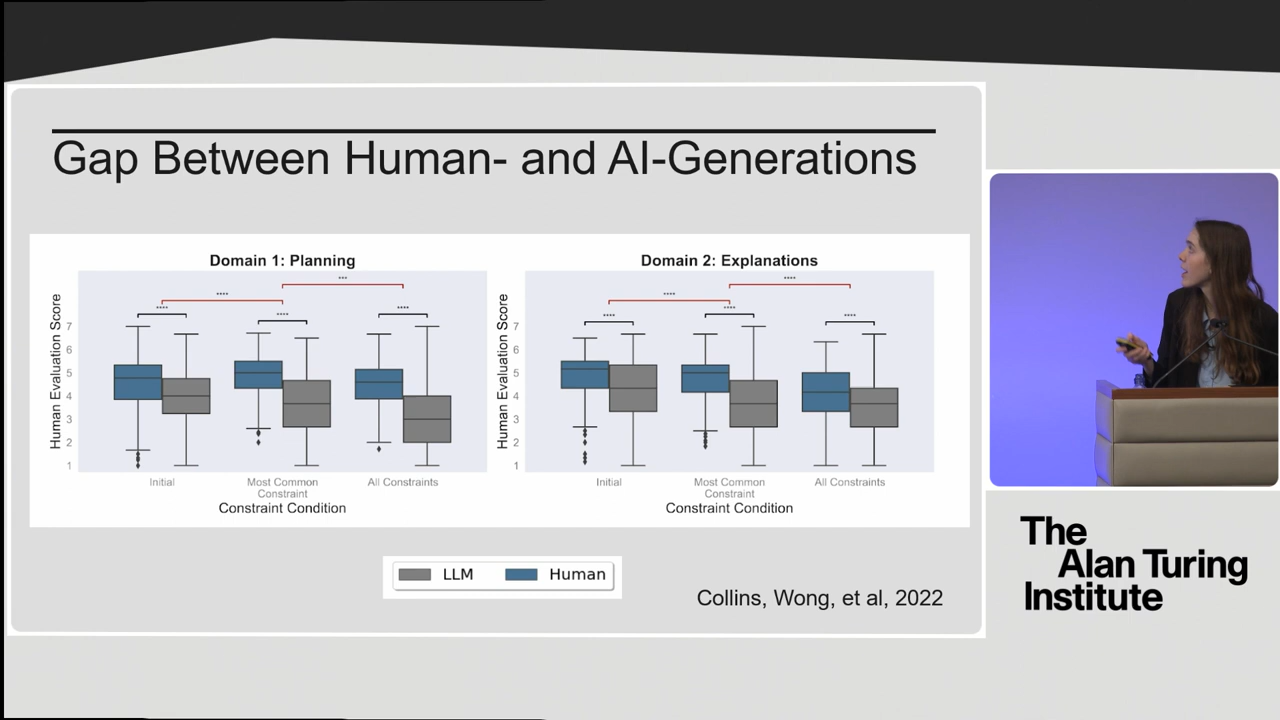 Gap Between Human- and AI-Generations
Domain 1: Planning
Human Evaluation Score
7
6
5
4
3
2
1
****
****
***
****
****
Initial
Most Common
Constraint
All Constraints
Constraint Condition
Domain 2: Explanations
Human Evaluation Score
7
6
5
4
3
2
1
****
****
****
****
****
Initial
Most Common
Constraint
All Constraints
Constraint Condition
LLM
Human
Collins, Wong, et al, 2022
The
Alan Turing
Institute